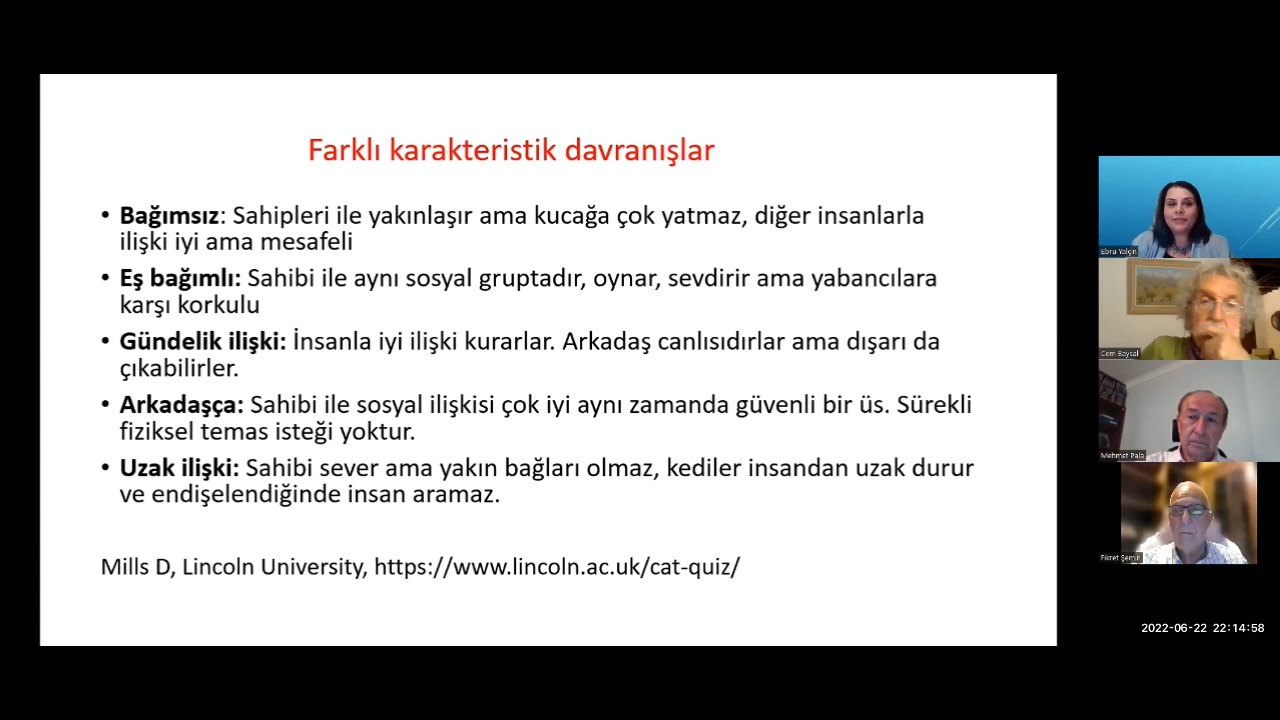 Farklı karakteristik davranışlar
• Bağımsız: Sahipleri ile yakınlaşır ama kucağa çok yatmaz, diğer insanlarla
ilişki iyi ama mesafeli
• Eş bağımlı: Sahibi ile aynı sosyal gruptadır, oynar, sevdirir ama yabancılara
karşı korkulu
• Gündelik ilişki: İnsanla iyi ilişki kurarlar. Arkadaş canlısıdırlar ama dışarı da
çıkabilirler.
• Arkadaşça: Sahibi ile sosyal ilişkisi çok iyi aynı zamanda güvenli bir üs. Sürekli
fiziksel temas isteği yoktur.
• Uzak ilişki: Sahibi sever ama yakın bağları olmaz, kediler insandan uzak durur
ve endişelendiğinde insan aramaz.
Mills D, Lincoln University, https://www.lincoln.ac.uk/cat-quiz/
Ebru Yalçın
Cem Baysal
Mehmet Pala
Fikret Şemin
2022-06-22 22:14:58